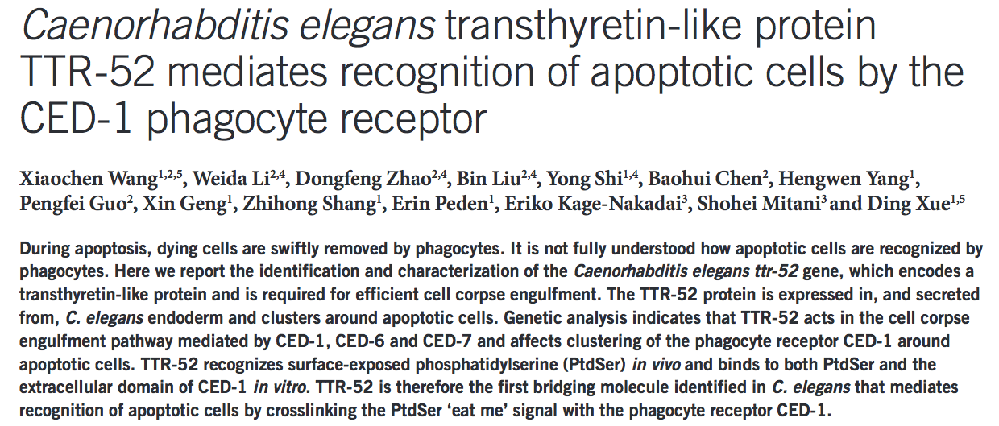 Caenorhabditis elegans transthyretin-like protein
TTR-52 mediates recognition of apoptotic cells by the
CED-1 phagocyte receptor
Xiaochen Wang1,2,5, Weida Li2,4, Dongfeng Zhao2,4, Bin Liu2,4, Yong Shi1,4, Baohui Chen2, Hengwen Yang1,
Pengfei Guo2, Xin Geng1, Zhihong Shang1, Erin Peden1, Eriko Kage-Nakadai3, Shohei Mitani3 and Ding Xue1,5
During apoptosis, dying cells are swiftly removed by phagocytes. It is not fully understood how apoptotic cells are recognized by
phagocytes. Here we report the identification and characterization of the Caenorhabditis elegans ttr-52 gene, which encodes a
transthyretin-like protein and is required for efficient cell corpse engulfment. The TTR-52 protein is expressed in, and secreted
from, C. elegans endoderm and clusters around apoptotic cells. Genetic analysis indicates that TTR-52 acts in the cell corpse
engulfment pathway mediated by CED-1, CED-6 and CED-7 and affects clustering of the phagocyte receptor CED-1 around
apoptotic cells. TTR-52 recognizes surface-exposed phosphatidylserine (PtdSer) in vivo and binds to both PtdSer and the
extracellular domain of CED-1 in vitro. TTR-52 is therefore the first bridging molecule identified in C. elegans that mediates
recognition of apoptotic cells by crosslinking the PtdSer ‘eat me’ signal with the phagocyte receptor CED-1.